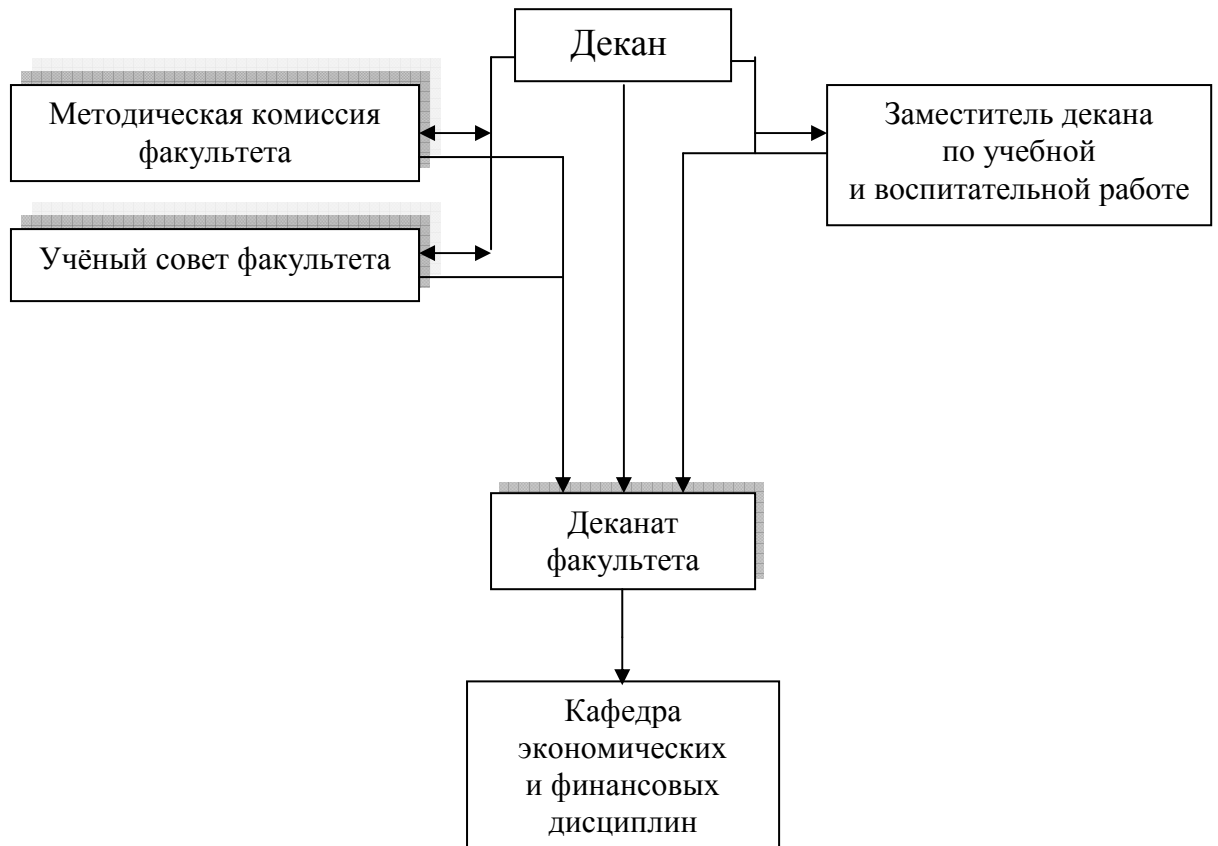 Декан
Методическая комиссия
факультета
Заместитель декана
по учебной
и воспитательной работе
Учёный совет факультета
Деканат
факультета
Кафедра
экономических
и финансовых
дисциплин